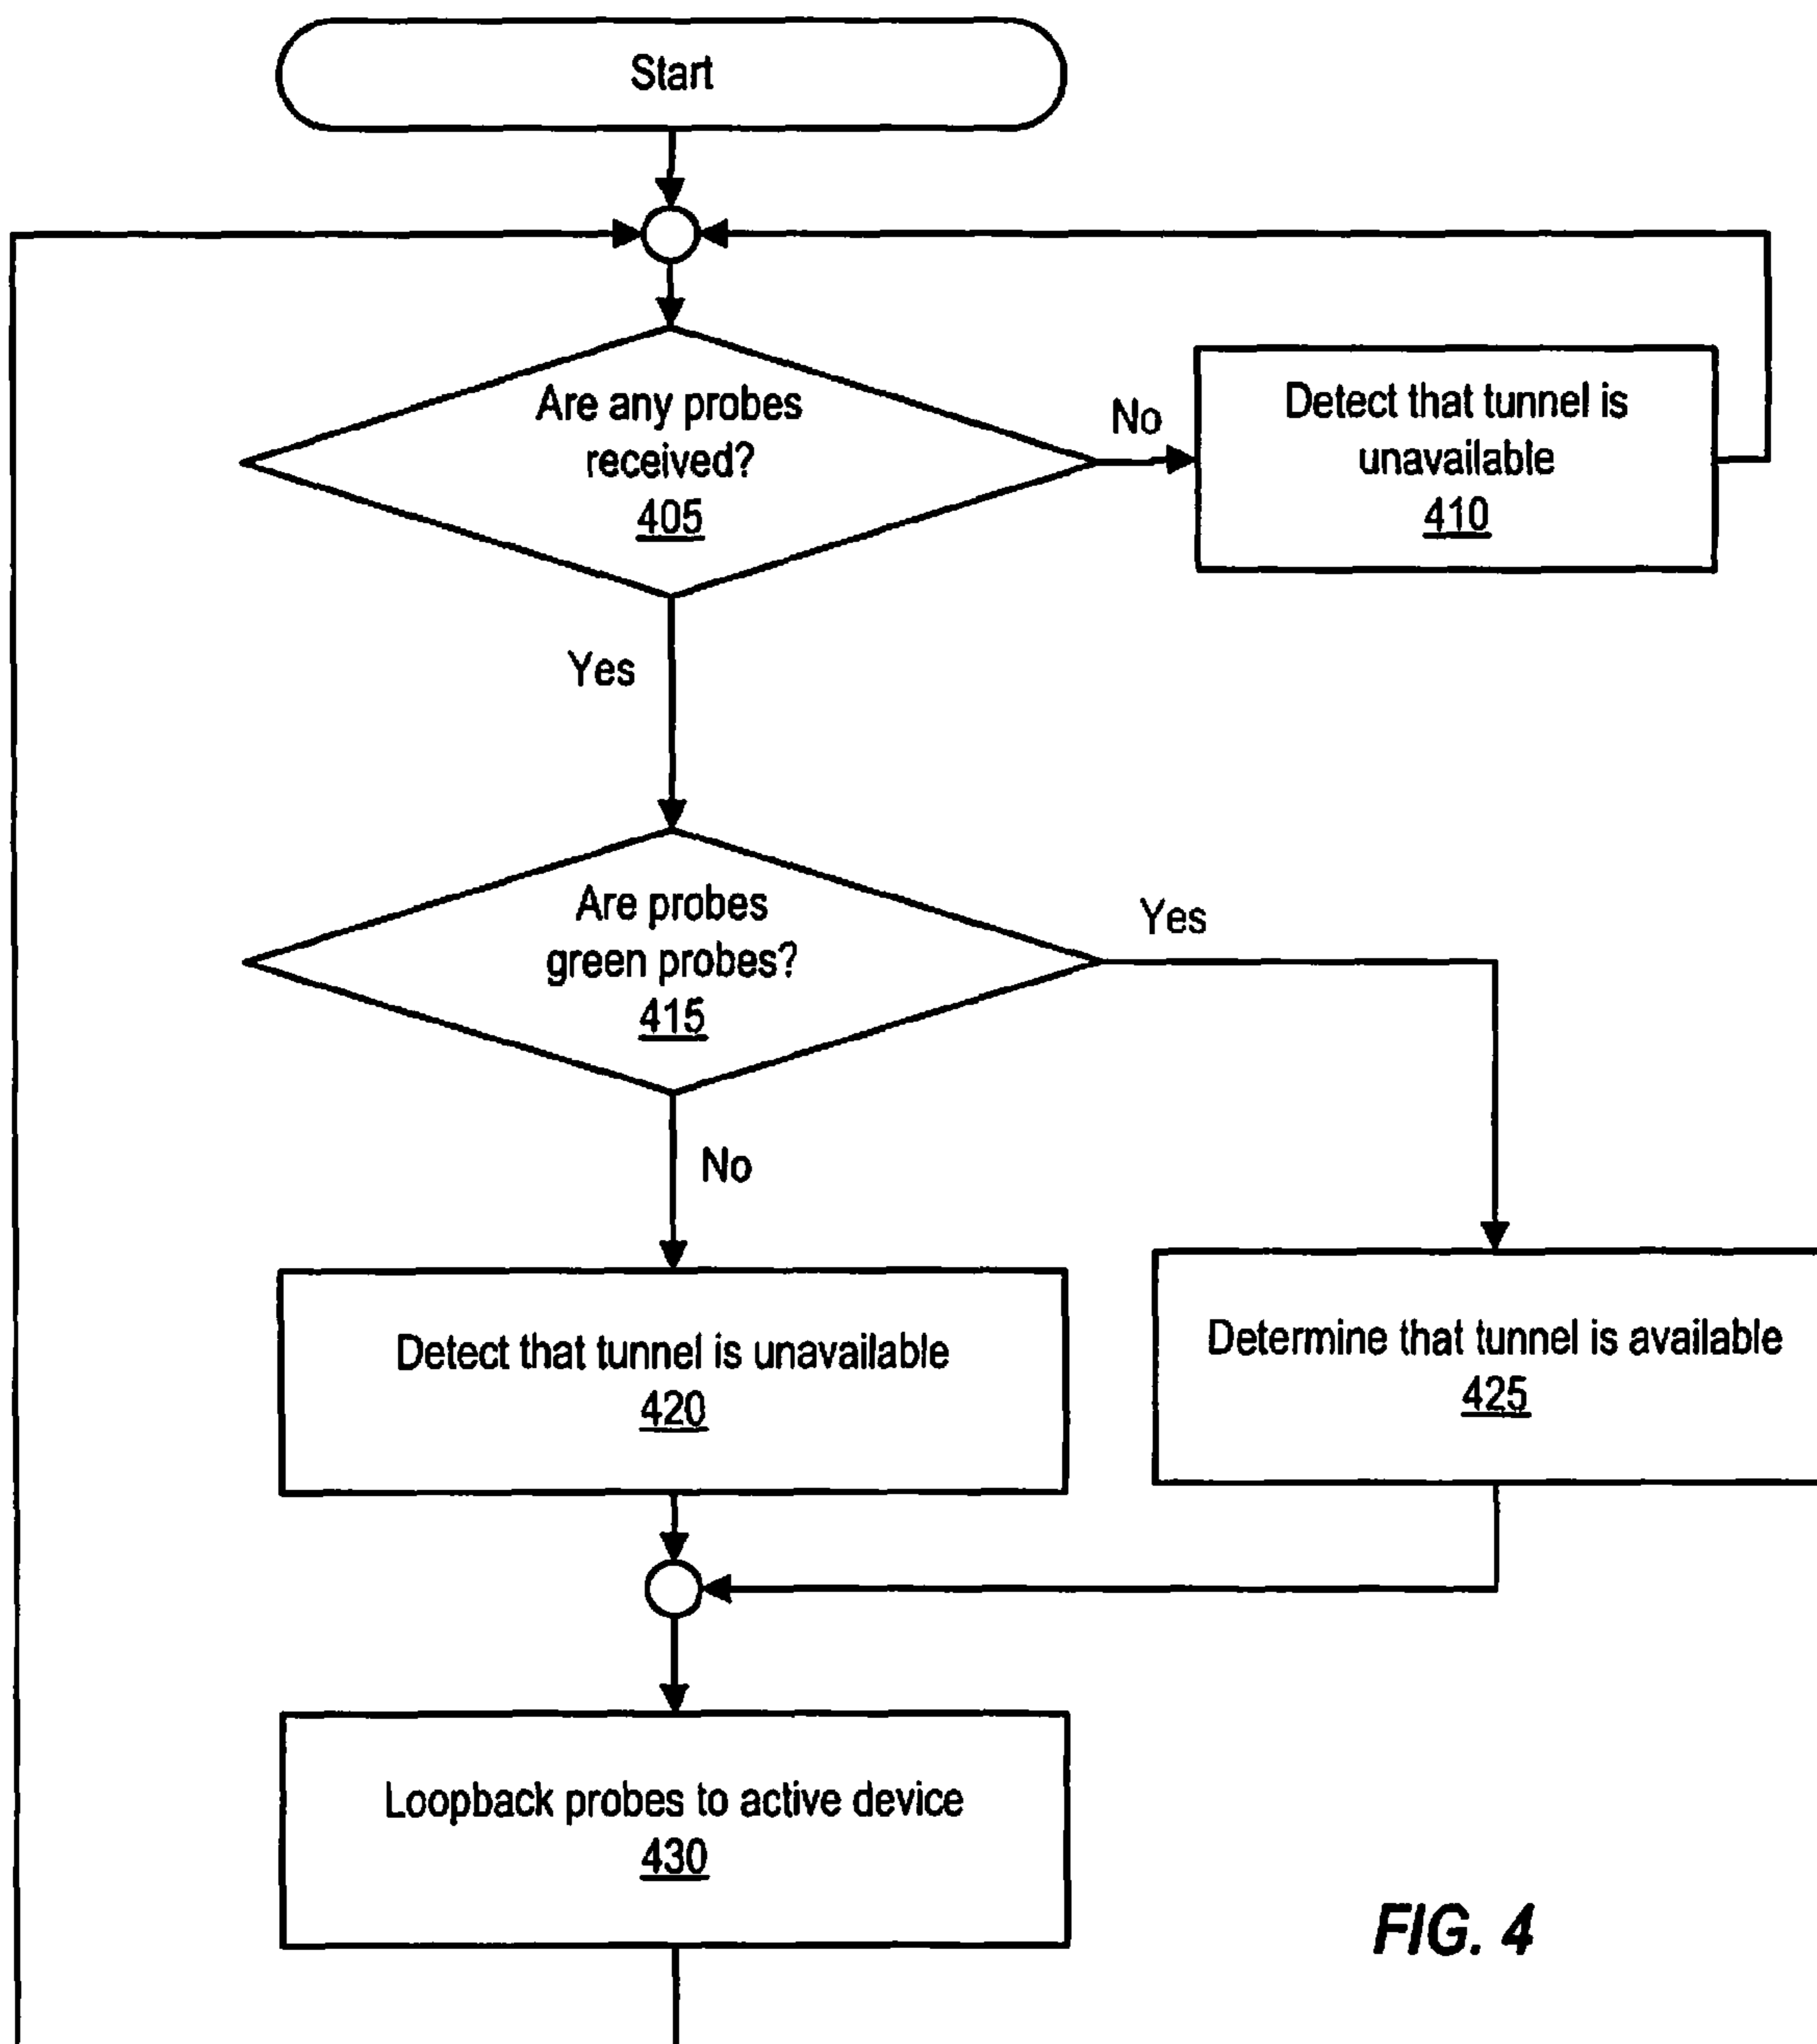 Start
Are any probes
received?
405
No
Detect that tunnel is
unavailable
410
Yes
Are probes
green probes?
415
Yes
No
Detect that tunnel is unavailable
420
Determine that tunnel is available
425
Loopback probes to active device
430
FIG. 4